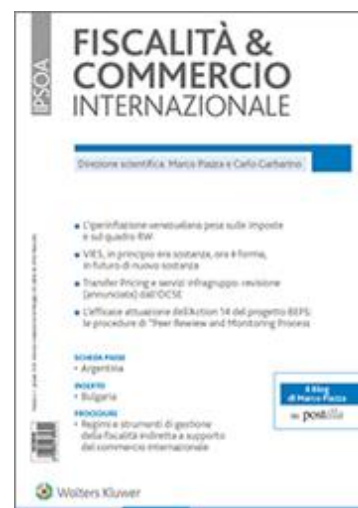 IPSOA
FISCALITÀ &
COMMERCIO
INTERNAZIONALE
Direzione scientifica: Marco Piazza e Carlo Garbarino
L'iperinflazione venezuelana pesa sulle imposte
e sul quadro RW
VIES, in principio era sostanza, ora è forma,
in futuro di nuovo sostanza
Transfer Pricing e servizi infragruppo: revisione
(annunciata) dall'OCSE
L'efficace attuazione dell'Action 14 del progetto BEPS:
le procedure di "Peer Rewiew and Monitoring Process
SCHEDA PAESE
Argentina
INSERTO
Bulgaria
PROCEDURE
Regimi e strumenti di gestione
della fiscalità indiretta a supporto
del commercio internazionale
Il Blog
di Marco Piazza
su postilla
Wolters Kluwer